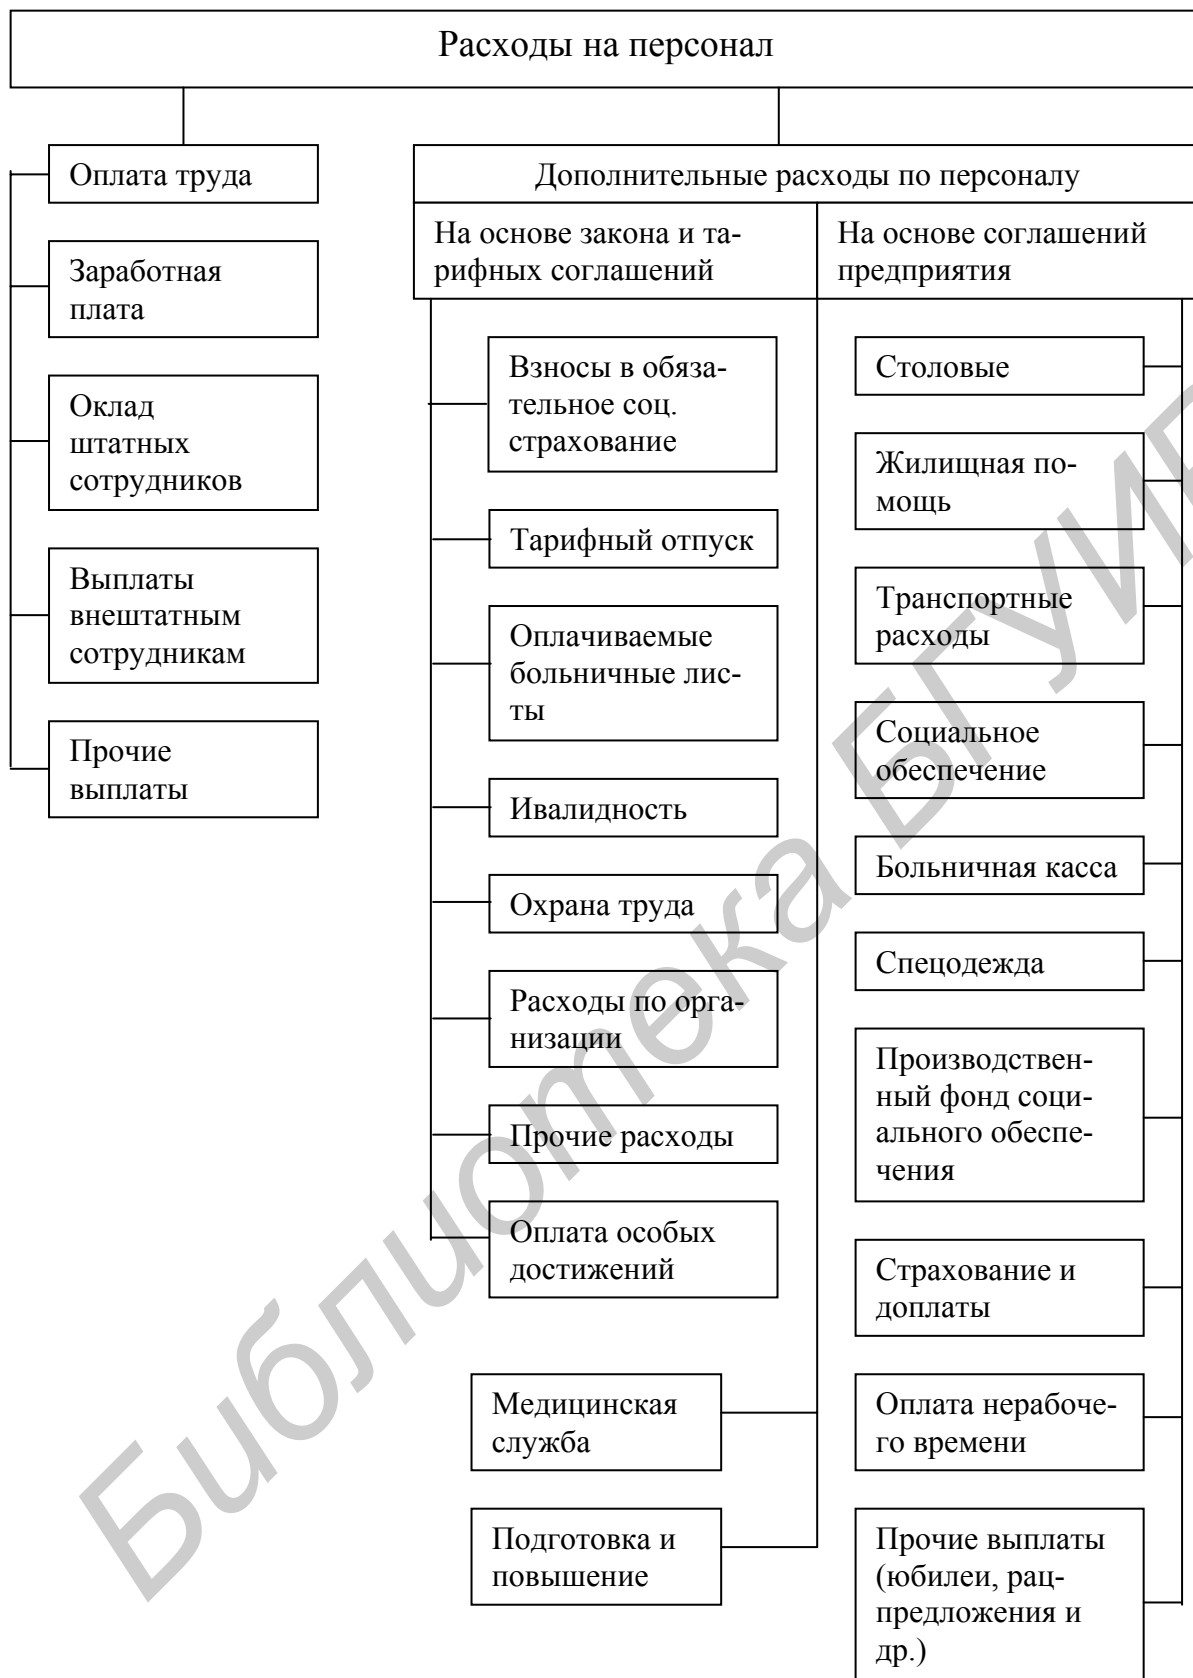 Расходы на персонал
Оплата труда
Заработная
плата
Оклад
штатных
сотрудников
Выплаты
внештатным
сотрудникам
Прочие
выплаты
Дополнительные расходы по персоналу
На основе закона и та-
рифных соглашений
Взносы в обяза-
тельное соц.
страхование
Тарифный отпуск
Оплачиваемые
больничные лис-
ты
Ивалидность
Охрана труда
Расходы по орга-
низации
Прочие расходы
Оплата особых
достижений
Медицинская
служба
Подготовка и
повышение
На основе соглашений
предприятия
Столовые
Жилищная по-
мощь
Транспортные
расходы
Социальное
обеспечение
Больничная касса
Спецодежда
Производствен-
ный фонд соци-
ального обеспе-
чения
Страхование и
доплаты
Оплата нерабоче-
го времени
Прочие выплаты
(юбилеи, рац-
предложения и
др.)
Библиотека БГУИР